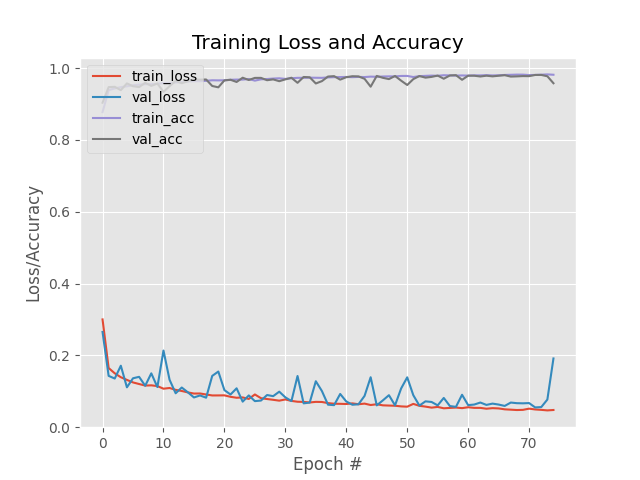 Training Loss and Accuracy
1.0
0.8
0.6
0.4
0.2
0.0
Loss/Accuracy
train_loss
val_loss
train_acc
val_acc
0 10 20 30 40 50 60 70
Epoch #